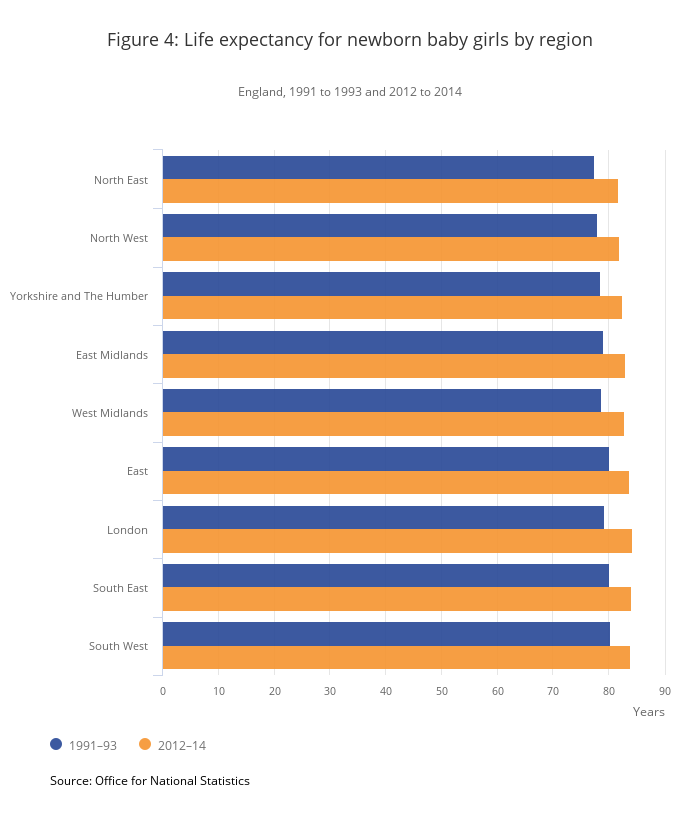 Figure 4: Life expectancy for newborn baby girls by region
England, 1991 to 1993 and 2012 to 2014
North East
North West
Yorkshire and The Humber
East Midlands
West Midlands
East
London
South East
South West
0 10 20 30 40 50 60 70 80 90
Years
1991–93 2012–14
Source: Office for National Statistics